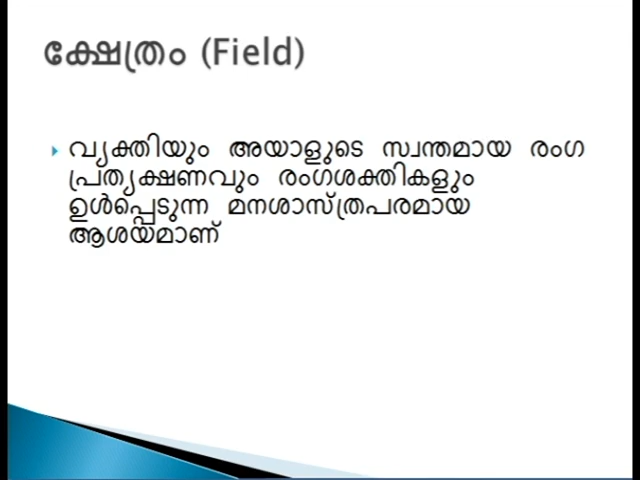 ക്ഷേത്രം (Field)
വ്യക്തിയും അയാളുടെ സ്വന്തമായ രംഗ
പ്രത്യക്ഷണവും രംഗശക്തികളും
ഉൾപ്പെടുന്ന മനശാസ്ത്രപരമായ
ആശയമാണ്